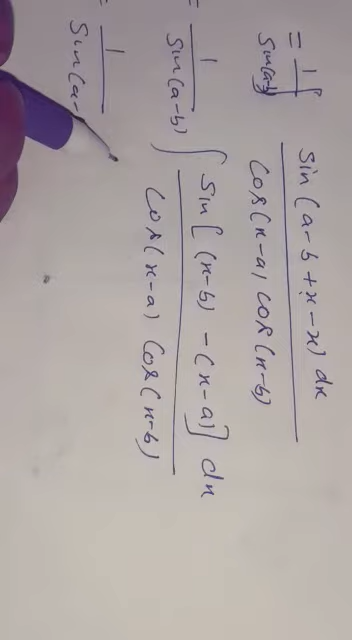 = 1/Sin(a-b) ∫ Sin(a-b+x-x) dx / Cos(x-a) Cos(x-b)
= 1/Sin(a-b) ∫ Sin[(x-b) - (x-a)] dx / Cos(x-a) Cos(x-b)
= 1/Sin(a-